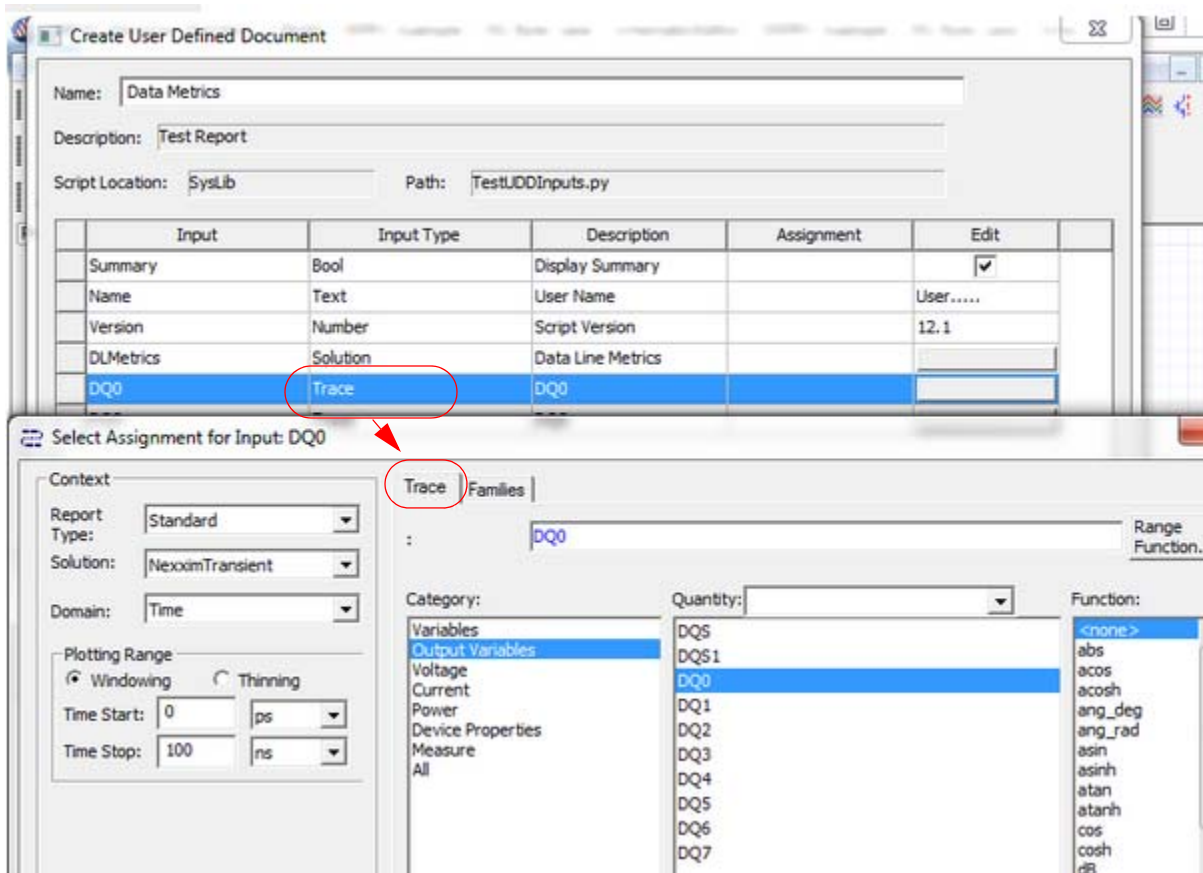 Create User Defined Document
Name: Data Metrics
Description: Test Report
Script Location: SysLib Path: TestUDDInputs.py
Input Input Type Description Assignment Edit
Summary Bool Display Summary
Name Text User Name User.....
Version Number Script Version 12.1
DLMetrics Solution Data Line Metrics
DQ0 Trace DQ0
Select Assignment for Input: DQ0
Context
Report Type: Standard
Solution: NexximTransient
Domain: Time
Plotting Range
Windowing Thinning
Time Start: 0 ps
Time Stop: 100 ns
Trace Families
: DQ0 Range Function.
Category:
Variables
Output Variables
Voltage
Current
Power
Device Properties
Measure
All
Quantity:
DQS
DQS1
DQ0
DQ1
DQ2
DQ3
DQ4
DQ5
DQ6
DQ7
Function:
<none>
abs
acos
acosh
ang_deg
ang_rad
asin
asinh
atan
atanh
cos
cosh
dB